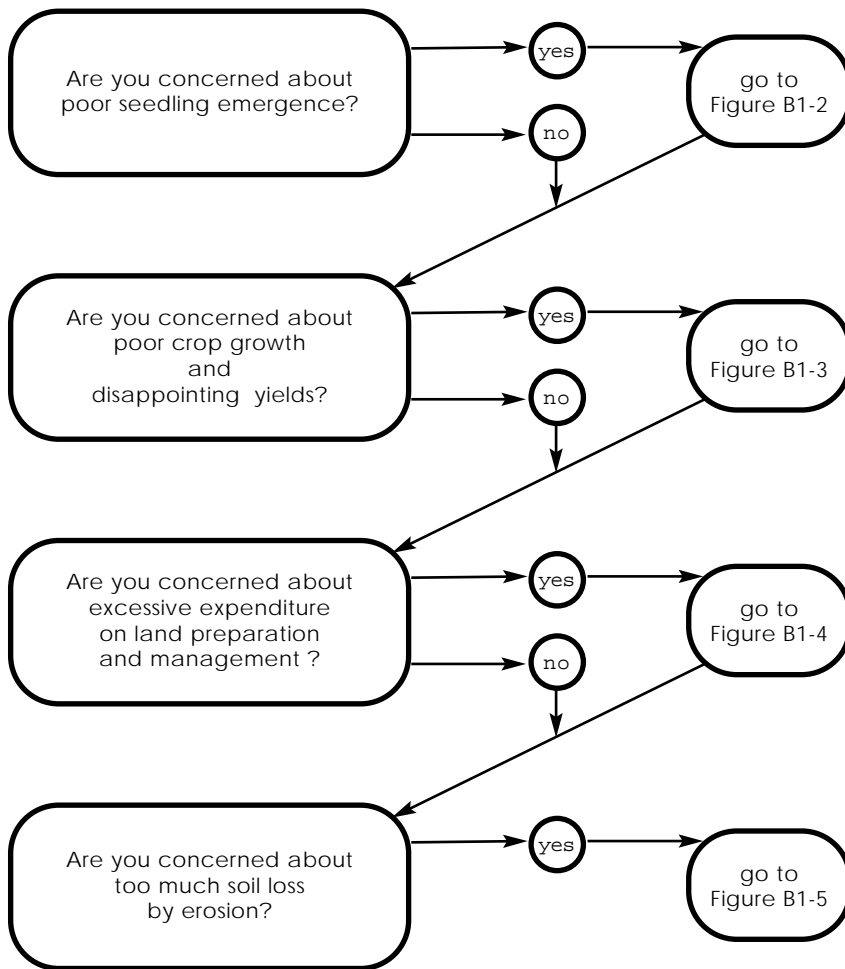 Are you concerned about
poor seedling emergence?
yes
no
go to
Figure B1-2
Are you concerned about
poor crop growth
and
disappointing yields?
yes
no
go to
Figure B1-3
Are you concerned about
excessive expenditure
on land preparation
and management ?
yes
no
go to
Figure B1-4
Are you concerned about
too much soil loss
by erosion?
yes
go to
Figure B1-5